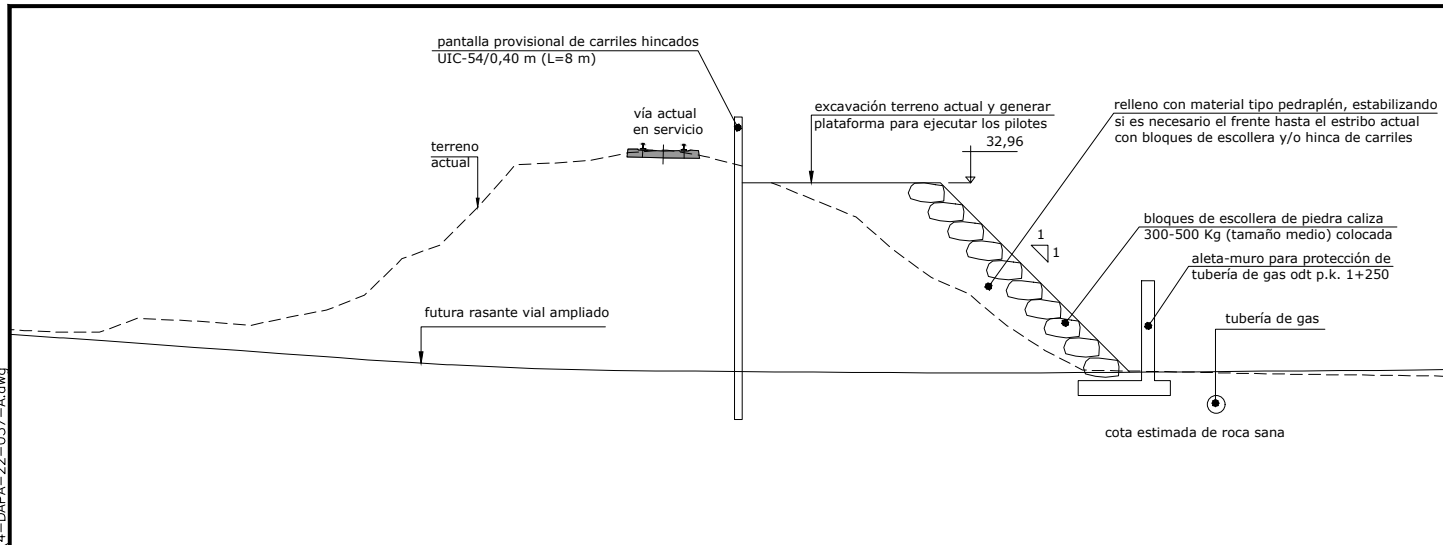 pantalla provisional de carriles hincados
UIC-54/0,40 m (L=8 m)
vía actual
en servicio
terreno
actual
excavación terreno actual y generar
plataforma para ejecutar los pilotes
32,96
relleno con material tipo pedraplén, estabilizando
si es necesario el frente hasta el estribo actual
con bloques de escollera y/o hinca de carriles
bloques de escollera de piedra caliza
300-500 Kg (tamaño medio) colocada
1
1
aleta-muro para protección de
tubería de gas odt p.k. 1+250
futura rasante vial ampliado
tubería de gas
cota estimada de roca sana